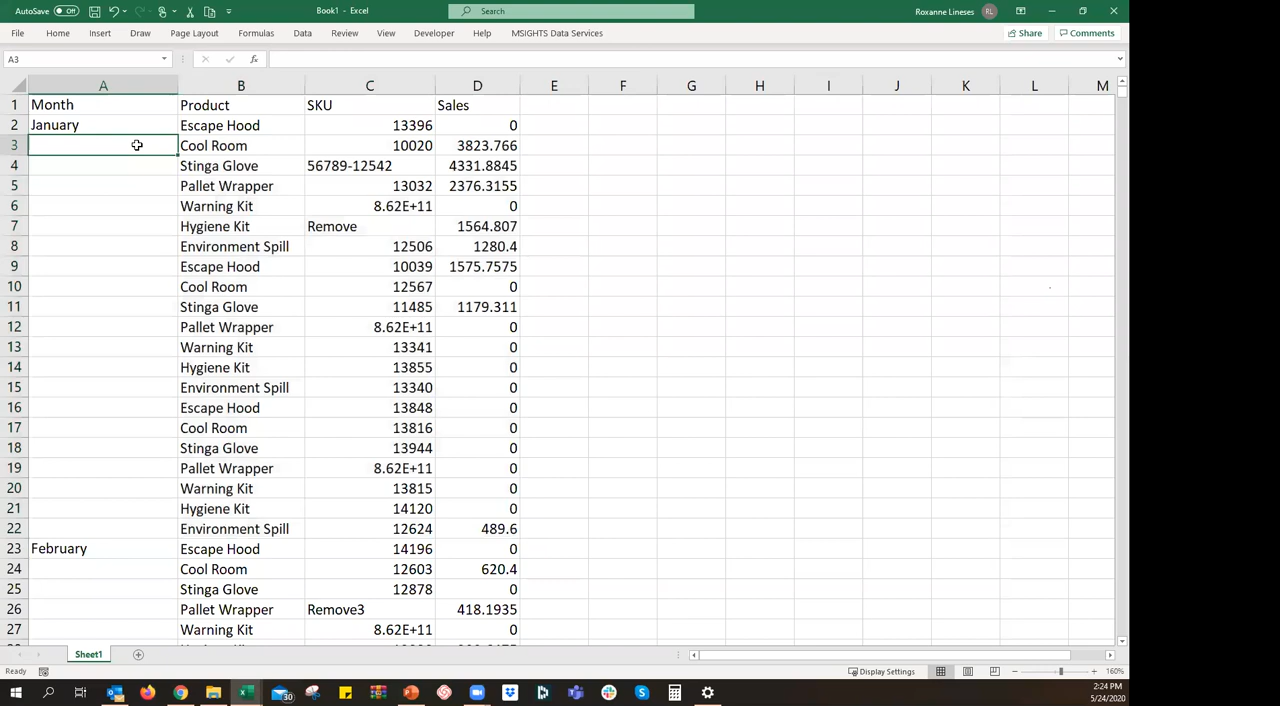 AutoSave Off Book1 - Excel Search Roxanne Lineses RL
File Home Insert Draw Page Layout Formulas Data Review View Developer Help MSIGHTS Data Services Share Comments
A3 fx
A B C D E F G H I J K L M
1 Month Product SKU Sales
2 January Escape Hood 13396 0
3 Cool Room 10020 3823.766
4 Stinga Glove 56789-12542 4331.8845
5 Pallet Wrapper 13032 2376.3155
6 Warning Kit 8.62E+11 0
7 Hygiene Kit Remove 1564.807
8 Environment Spill 12506 1280.4
9 Escape Hood 10039 1575.7575
10 Cool Room 12567 0
11 Stinga Glove 11485 1179.311
12 Pallet Wrapper 8.62E+11 0
13 Warning Kit 13341 0
14 Hygiene Kit 13855 0
15 Environment Spill 13340 0
16 Escape Hood 13848 0
17 Cool Room 13816 0
18 Stinga Glove 13944 0
19 Pallet Wrapper 8.62E+11 0
20 Warning Kit 13815 0
21 Hygiene Kit 14120 0
22 Environment Spill 12624 489.6
23 February Escape Hood 14196 0
24 Cool Room 12603 620.4
25 Stinga Glove 12878 0
26 Pallet Wrapper Remove3 418.1935
27 Warning Kit 8.62E+11 0
Sheet1
Ready Display Settings 160%
30 2:24 PM
5/24/2020